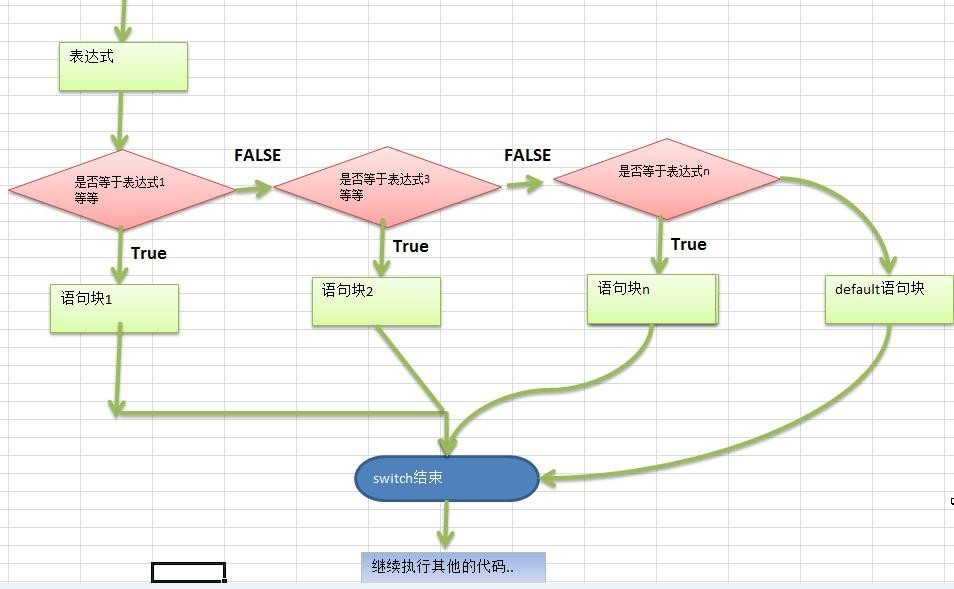 表达式
FALSE
FALSE
是否等于表达式1
等等
是否等于表达式3
等等
是否等于表达式n
True
True
True
语句块1
语句块2
语句块n
default语句块
switch结束
继续执行其他的代码..